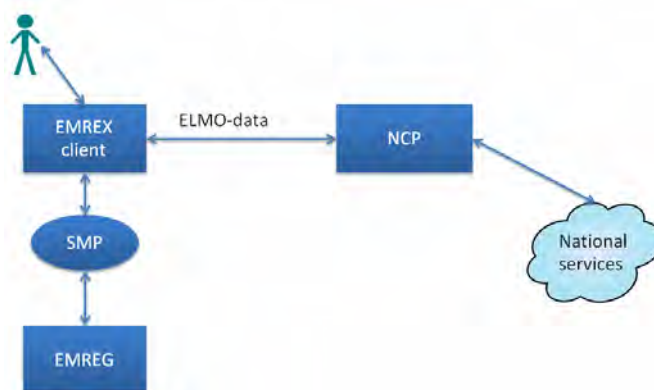 EMREX
client
ELMO-data
NCP
SMP
National
services
EMREG